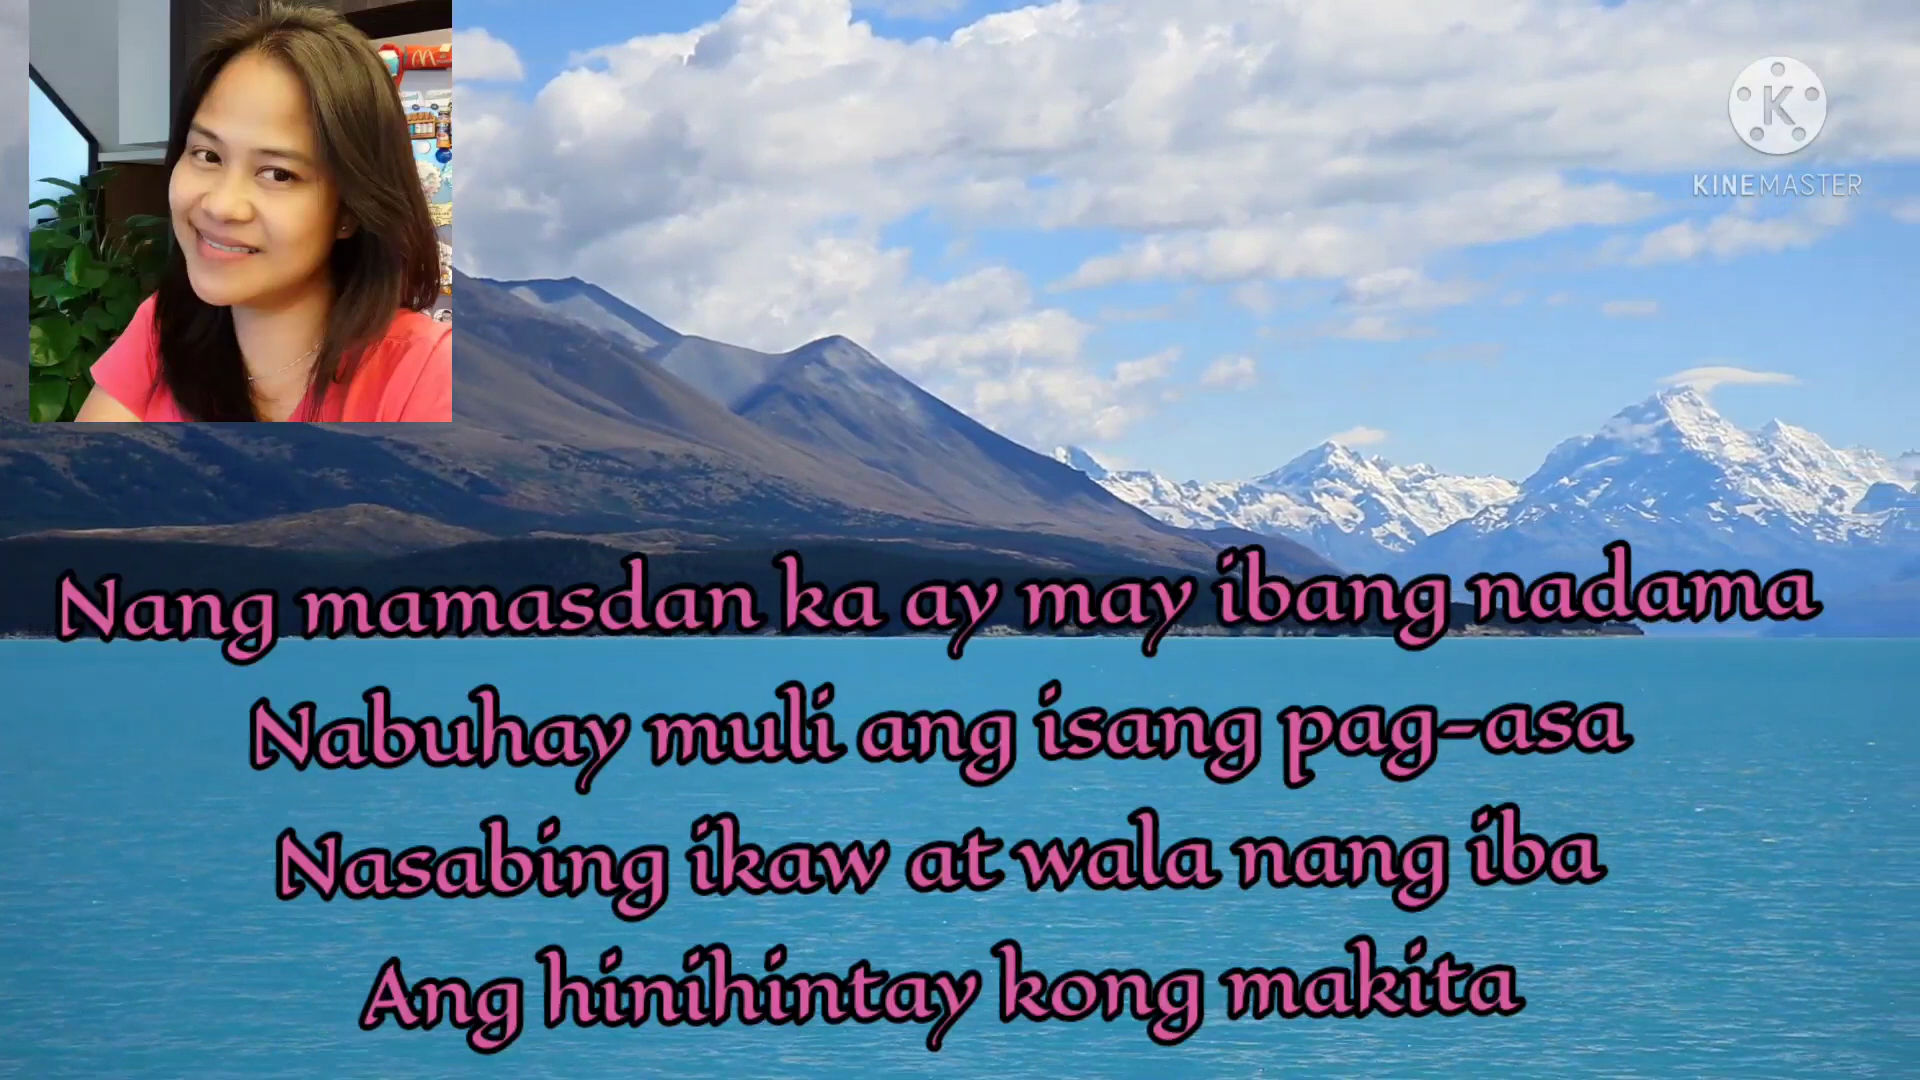 KINEMASTER
Nang mamasdan ka ay may ibang nadama
Nabuhay muli ang isang pag-asa
Nasabing ikaw at wala nang iba
Ang hinihintay kong makita